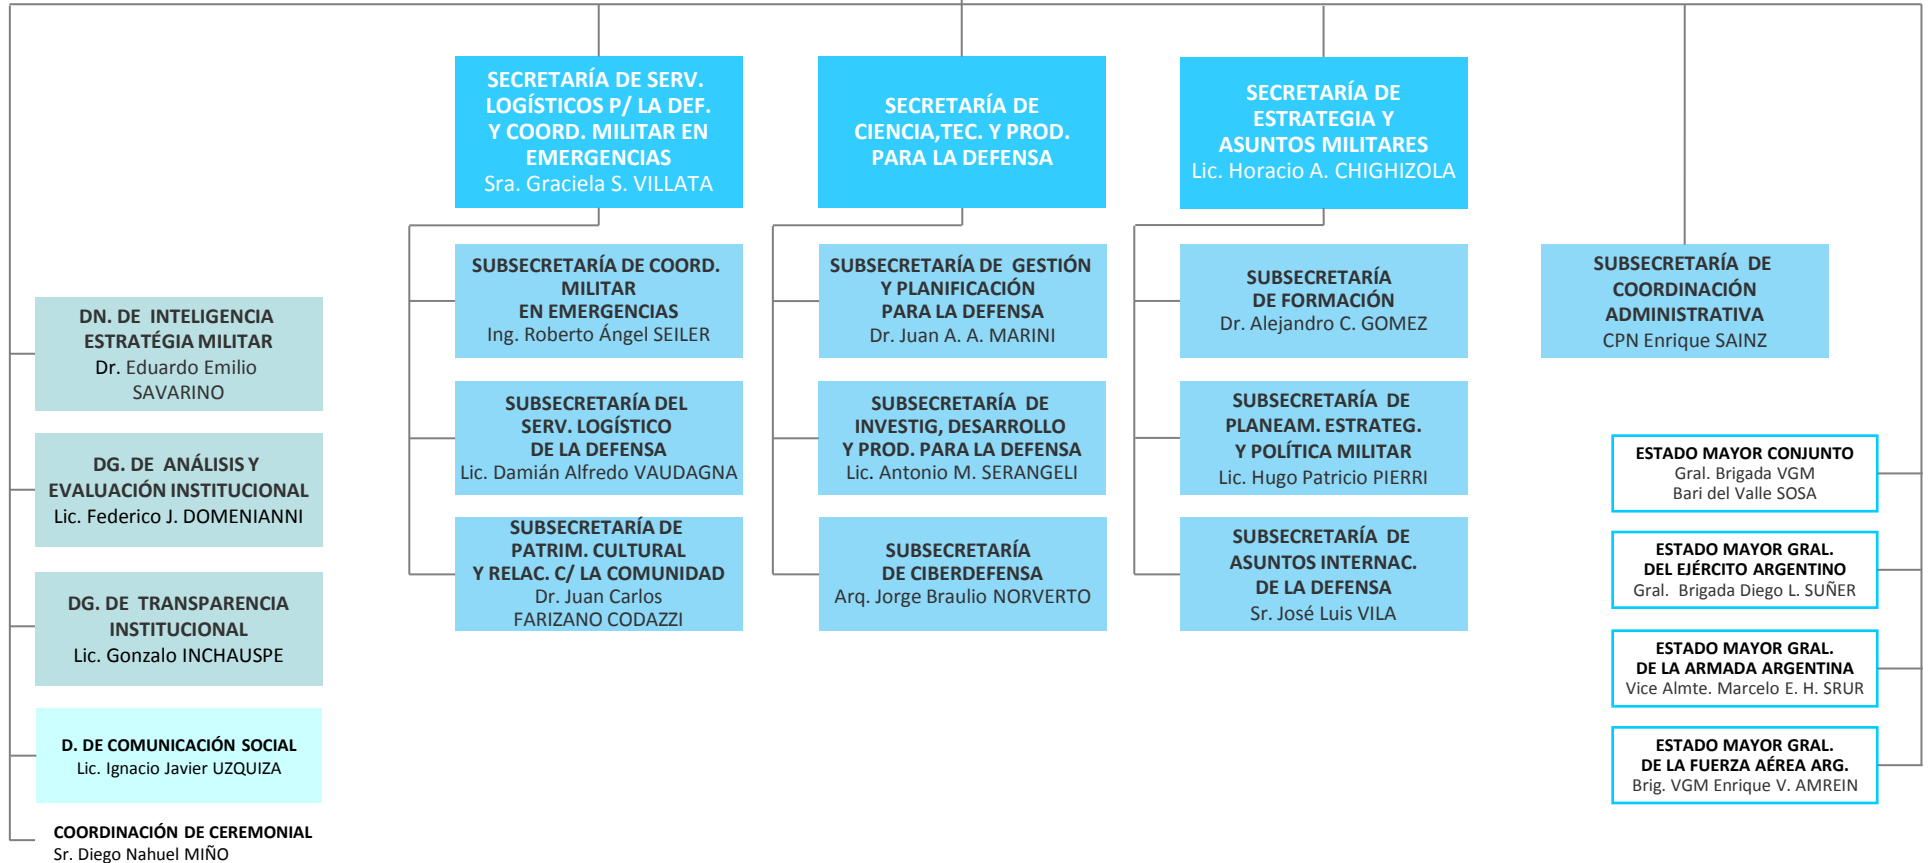 SECRETARÍA DE SERV.
LOGÍSTICOS P/ LA DEF.
Y COORD. MILITAR EN
EMERGENCIAS
Sra. Graciela S. VILLATA
SECRETARÍA DE
CIENCIA,TEC. Y PROD.
PARA LA DEFENSA
SECRETARÍA DE
ESTRATEGIA Y
ASUNTOS MILITARES
Lic. Horacio A. CHIGHIZOLA
DN. DE INTELIGENCIA
ESTRATÉGIA MILITAR
Dr. Eduardo Emilio
SAVARINO
DG. DE ANÁLISIS Y
EVALUACIÓN INSTITUCIONAL
Lic. Federico J. DOMENIANNI
DG. DE TRANSPARENCIA
INSTITUCIONAL
Lic. Gonzalo INCHAUSPE
D. DE COMUNICACIÓN SOCIAL
Lic. Ignacio Javier UZQUIZA
COORDINACIÓN DE CEREMONIAL
Sr. Diego Nahuel MIÑO
SUBSECRETARÍA DE COORD.
MILITAR
EN EMERGENCIAS
Ing. Roberto Ángel SEILER
SUBSECRETARÍA DEL
SERV. LOGÍSTICO
DE LA DEFENSA
Lic. Damián Alfredo VAUDAGNA
SUBSECRETARÍA DE
PATRIM. CULTURAL
Y RELAC. C/ LA COMUNIDAD
Dr. Juan Carlos
FARIZANO CODAZZI
SUBSECRETARÍA DE GESTIÓN
Y PLANIFICACIÓN
PARA LA DEFENSA
Dr. Juan A. A. MARINI
SUBSECRETARÍA DE
INVESTIG, DESARROLLO
Y PROD. PARA LA DEFENSA
Lic. Antonio M. SERANGELI
SUBSECRETARÍA
DE CIBERDEFENSA
Arq. Jorge Braulio NORVERTO
SUBSECRETARÍA
DE FORMACIÓN
Dr. Alejandro C. GOMEZ
SUBSECRETARÍA DE
PLANEAM. ESTRATEG.
Y POLÍTICA MILITAR
Lic. Hugo Patricio PIERRI
SUBSECRETARÍA DE
ASUNTOS INTERNAC.
DE LA DEFENSA
Sr. José Luis VILA
SUBSECRETARÍA DE
COORDINACIÓN
ADMINISTRATIVA
CPN Enrique SAINZ
ESTADO MAYOR CONJUNTO
Gral. Brigada VGM
Bari del Valle SOSA
ESTADO MAYOR GRAL.
DEL EJÉRCITO ARGENTINO
Gral. Brigada Diego L. SUÑER
ESTADO MAYOR GRAL.
DE LA ARMADA ARGENTINA
Vice Almte. Marcelo E. H. SRUR
ESTADO MAYOR GRAL.
DE LA FUERZA AÉREA ARG.
Brig. VGM Enrique V. AMREIN